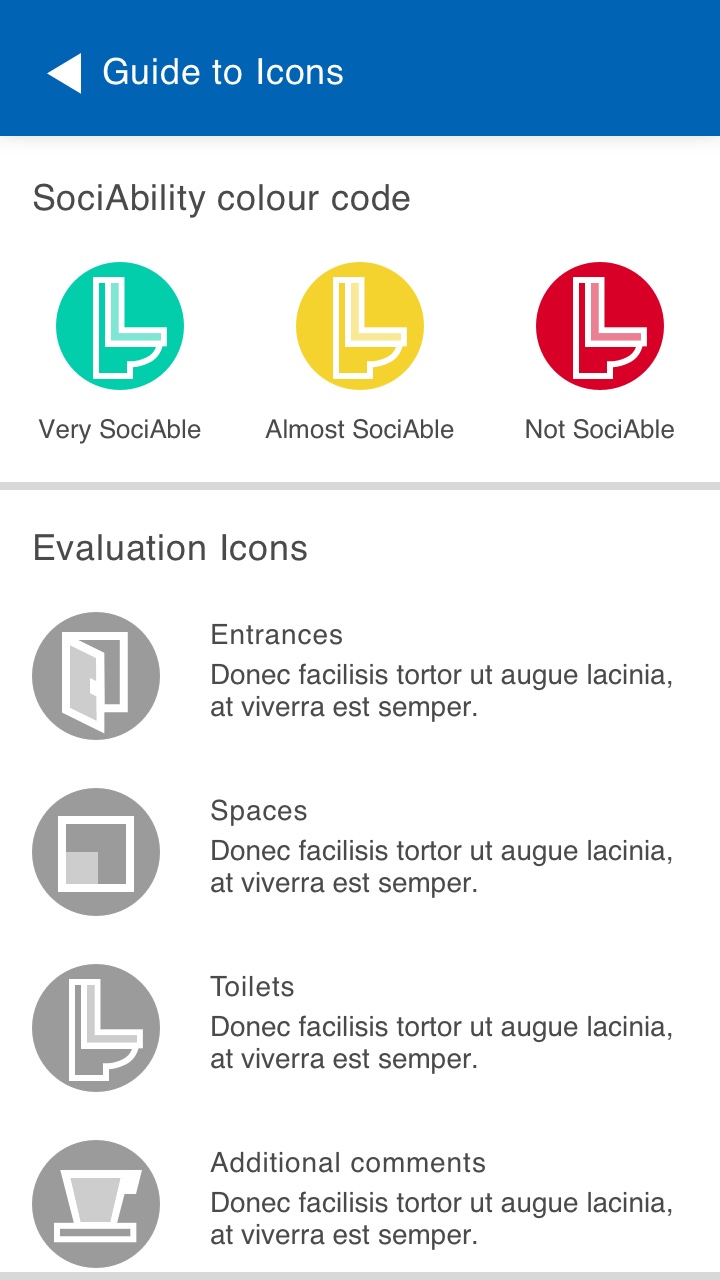 Guide to Icons
SociAbility colour code
Very SociAble
Almost SociAble
Not SociAble
Evaluation Icons
Entrances
Donec facilisis tortor ut augue lacinia,
at viverra est semper.
Spaces
Donec facilisis tortor ut augue lacinia,
at viverra est semper.
Toilets
Donec facilisis tortor ut augue lacinia,
at viverra est semper.
Additional comments
Donec facilisis tortor ut augue lacinia,
at viverra est semper.